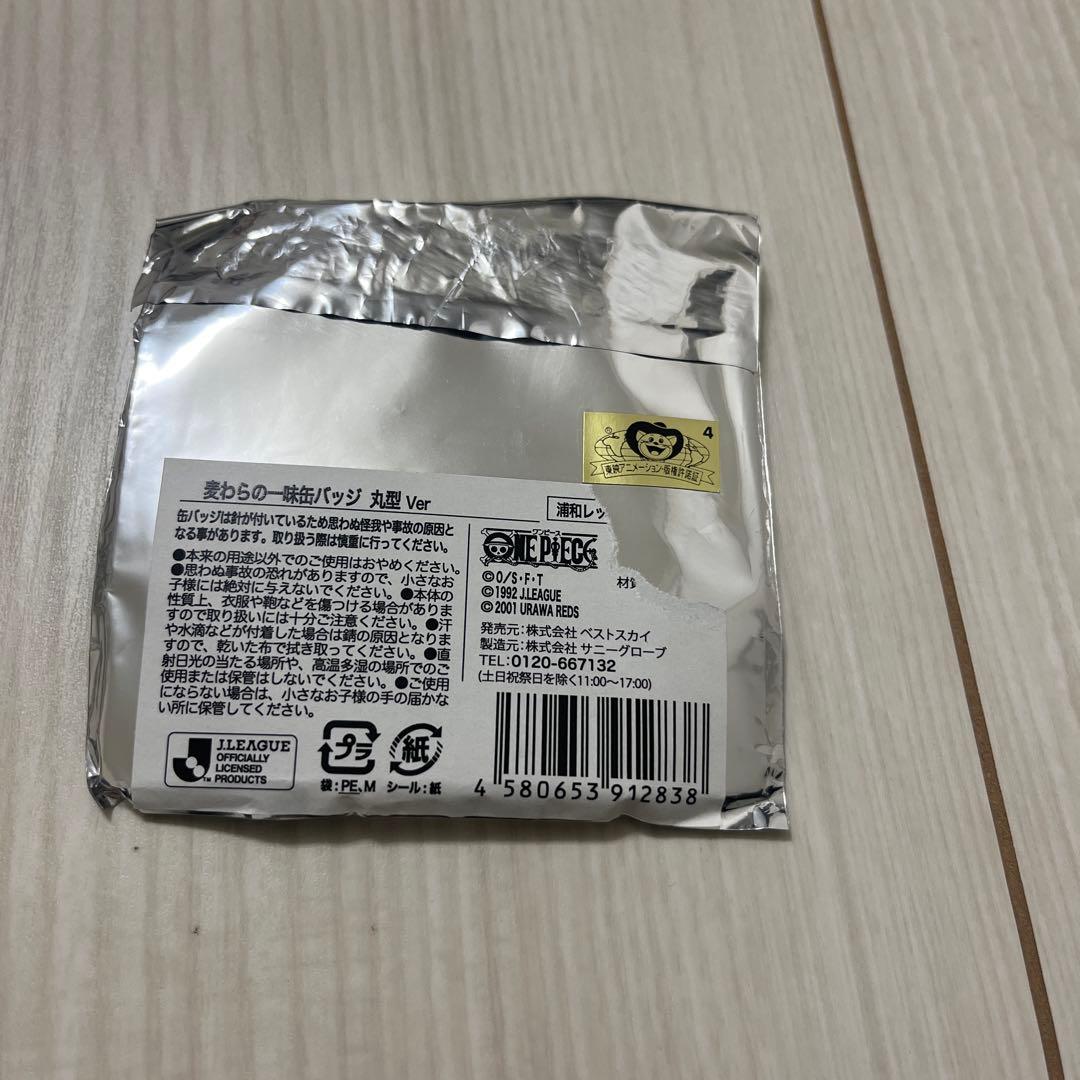 4
東映アニメーション・版権許諾証
麦わらの一味缶バッジ 丸型 Ver
浦和レッ
缶バッジは針が付いているため思わぬ怪我や事故の原因と
なる事があります。取り扱う際は慎重に行ってください。
●本来の用途以外でのご使用はおやめください。
●思わぬ事故の恐れがありますので、小さなお
子様には絶対に与えないでください。●本体の
性質上、衣服や鞄などを傷つける場合がありま
すので取り扱いには十分ご注意ください。●汗
や水滴などが付着した場合は錆の原因となりま
すので、乾いた布で拭き取ってください。●直
射日光の当たる場所や、高温多湿の場所でのご
使用または保管はしないでください。●ご使用
にならない場合は、小さなお子様の手の届かな
い所に保管してください。
ワンピース
ONE PIECE
材質
©O/S・F・T
©1992 J.LEAGUE
©2001 URAWA REDS
発売元:株式会社 ベストスカイ
製造元:株式会社 サニーグローブ
TEL:0120-667132
(土日祝祭日を除く11:00〜17:00)
J.LEAGUE
OFFICIALLY
LICENSED
PRODUCTS
TM
プラ
紙
袋:PE、M シール:紙
4 580653 912838